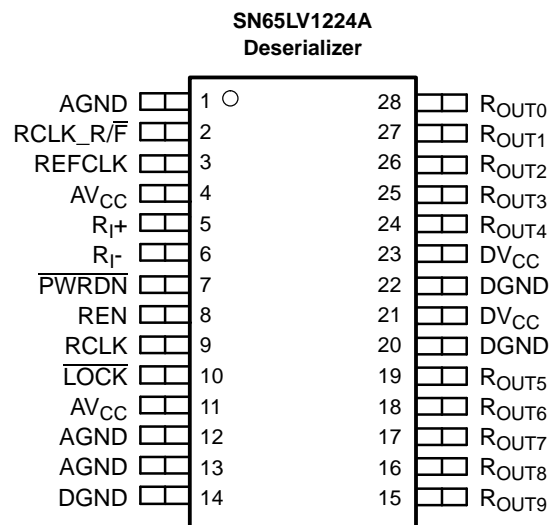 SN65LV1224A
Deserializer
AGND 1 28 ROUT0
RCLK_R/F̅ 2 27 ROUT1
REFCLK 3 26 ROUT2
AVCC 4 25 ROUT3
RI+ 5 24 ROUT4
RI- 6 23 DVCC
P̅W̅R̅D̅N̅ 7 22 DGND
REN 8 21 DVCC
RCLK 9 20 DGND
L̅O̅C̅K̅ 10 19 ROUT5
AVCC 11 18 ROUT6
AGND 12 17 ROUT7
AGND 13 16 ROUT8
DGND 14 15 ROUT9